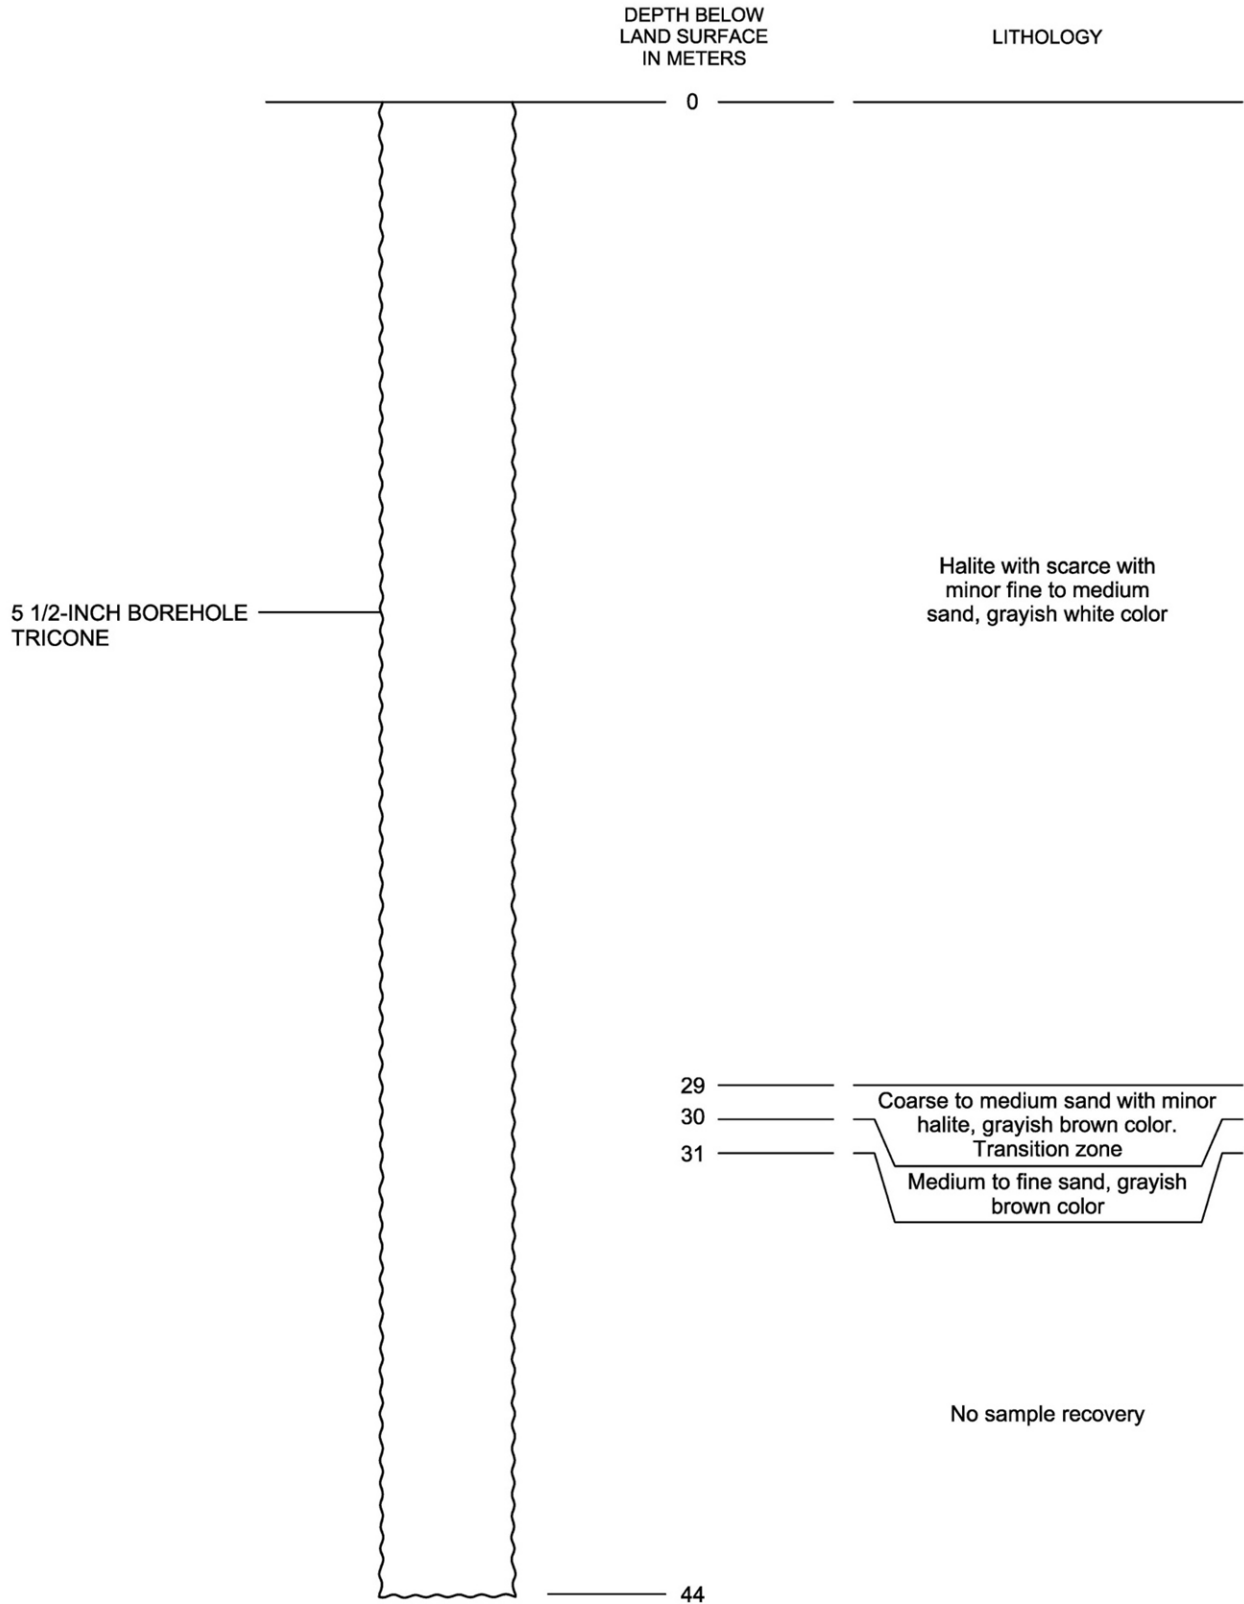 DEPTH BELOW
LAND SURFACE
IN METERS
LITHOLOGY
0
Halite with scarce with
minor fine to medium
sand, grayish white color
5 1/2-INCH BOREHOLE
TRICONE
29
Coarse to medium sand with minor
halite, grayish brown color.
Transition zone
30
31
Medium to fine sand, grayish
brown color
No sample recovery
44